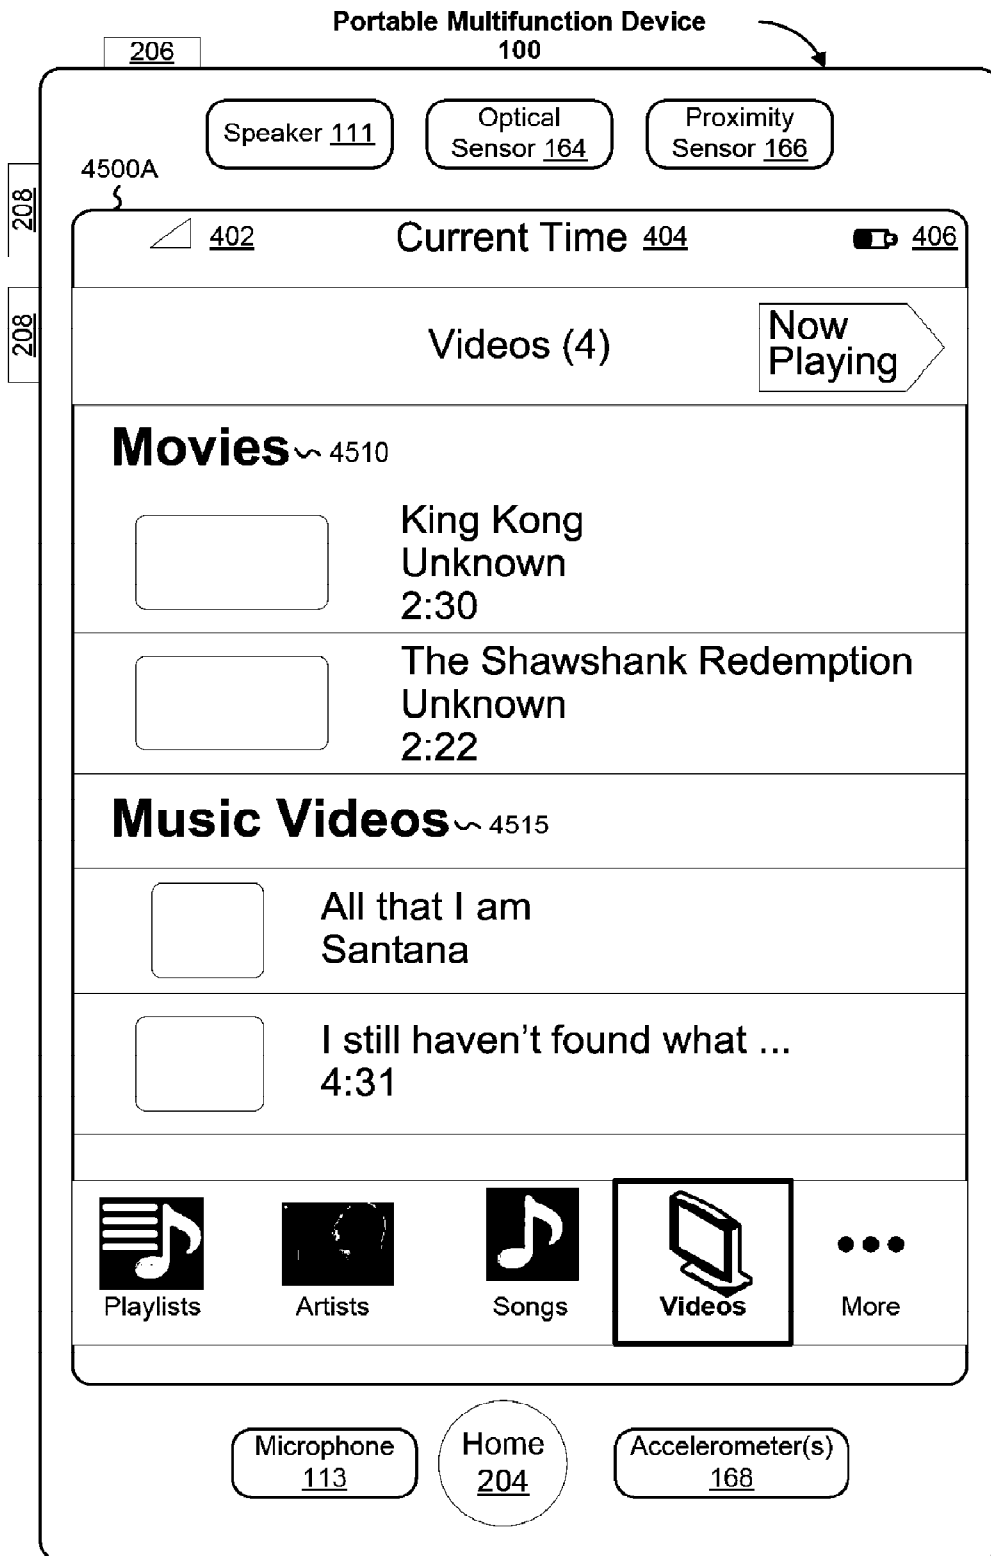 Portable Multifunction Device
100
206
Speaker 111
Optical
Sensor 164
Proximity
Sensor 166
4500A
208
208
402
Current Time 404
406
Videos (4)
Now
Playing
Movies 4510
King Kong
Unknown
2:30
The Shawshank Redemption
Unknown
2:22
Music Videos 4515
All that I am
Santana
I still haven't found what ...
4:31
Playlists
Artists
Songs
Videos
More
Microphone
113
Home
204
Accelerometer(s)
168